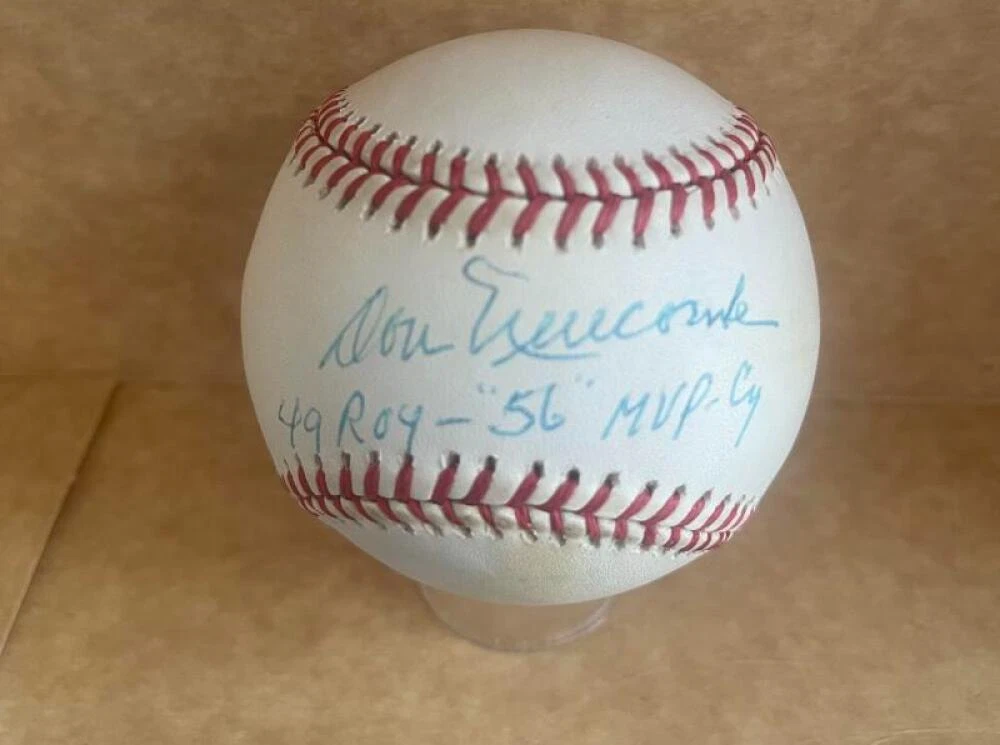 Don Newcombe
49 ROY - "56" MVP-Cy